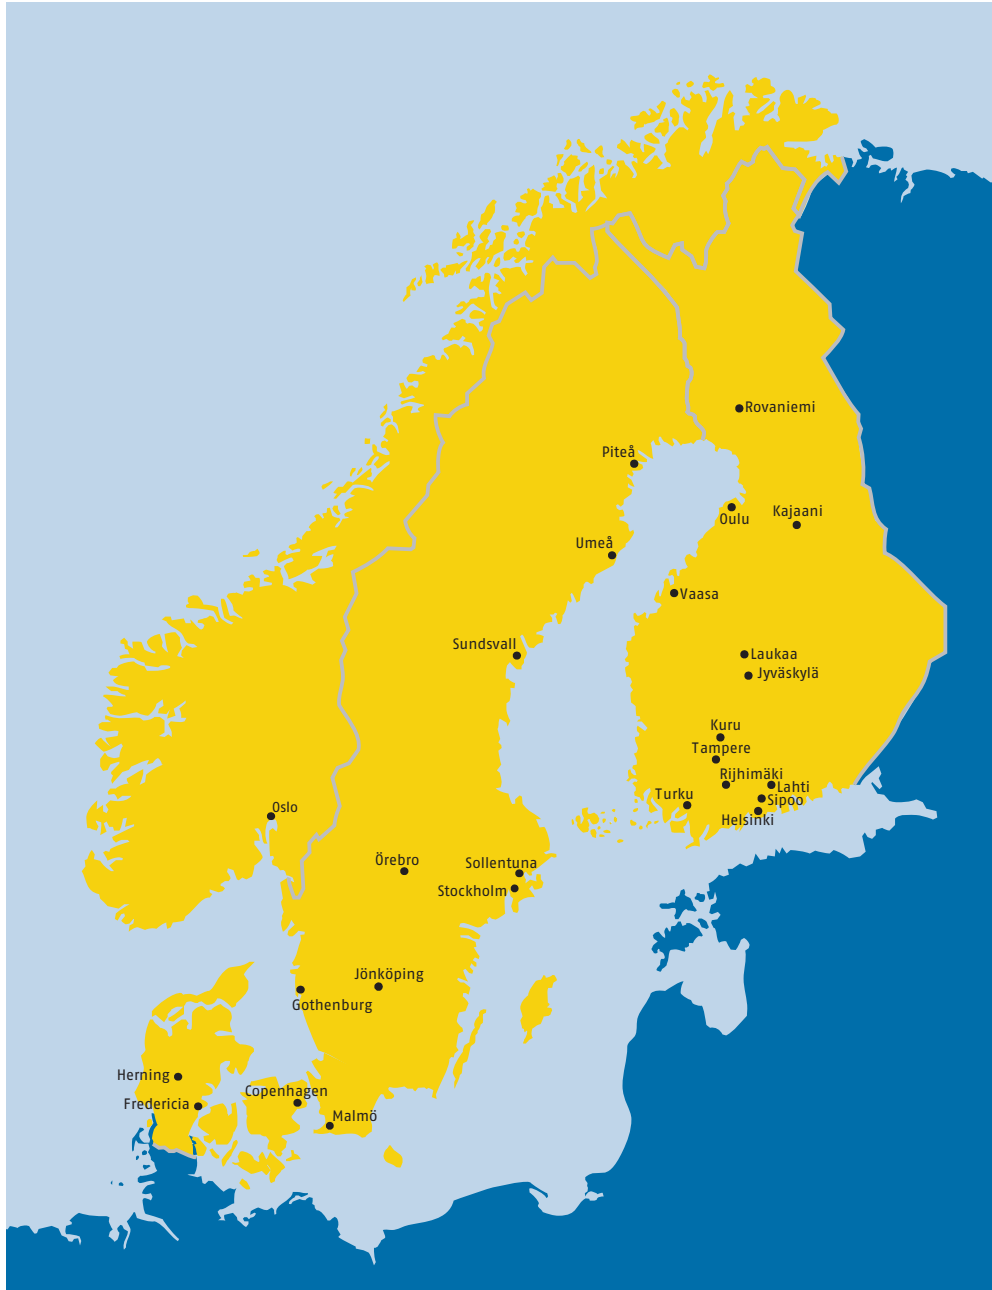 Rovaniemi
Piteå
Oulu
Kajaani
Umeå
Vaasa
Sundsvall
Laukaa
Jyväskylä
Kuru
Tampere
Rijhimäki
Lahti
Turku
Sipoo
Oslo
Helsinki
Örebro
Sollentuna
Stockholm
Jönköping
Gothenburg
Herning
Copenhagen
Fredericia
Malmö